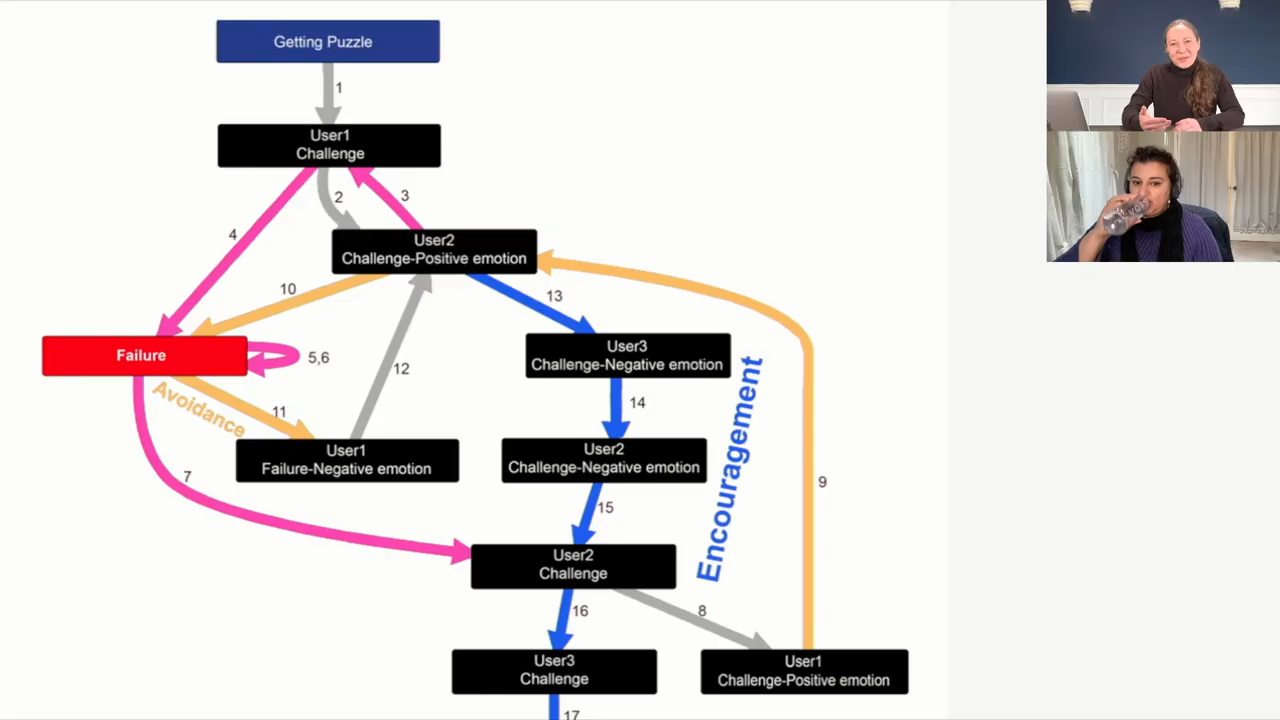 Getting Puzzle
1
User1
Challenge
2
3
4
User2
Challenge-Positive emotion
10
13
Failure
5,6
12
User3
Challenge-Negative emotion
Avoidance
11
14
User1
Failure-Negative emotion
User2
Challenge-Negative emotion
Encouragement
7
9
15
User2
Challenge
16
8
User3
Challenge
User1
Challenge-Positive emotion
17